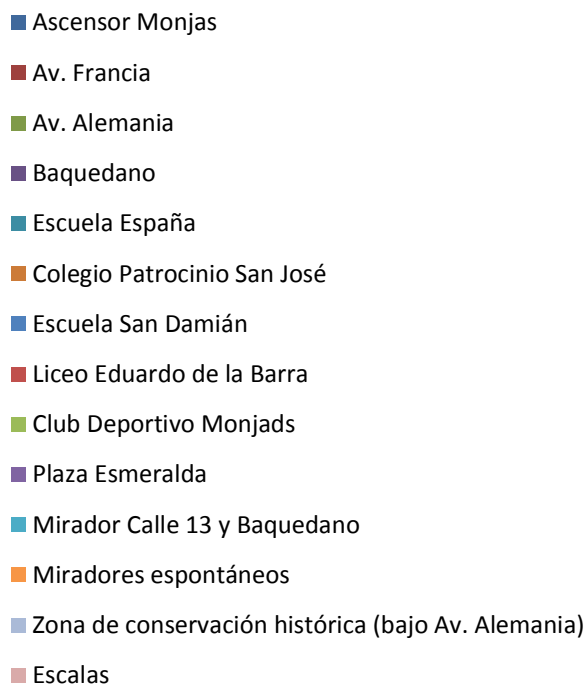 Ascensor Monjas
Av. Francia
Av. Alemania
Baquedano
Escuela España
Colegio Patrocinio San José
Escuela San Damián
Liceo Eduardo de la Barra
Club Deportivo Monjads
Plaza Esmeralda
Mirador Calle 13 y Baquedano
Miradores espontáneos
Zona de conservación histórica (bajo Av. Alemania)
Escalas